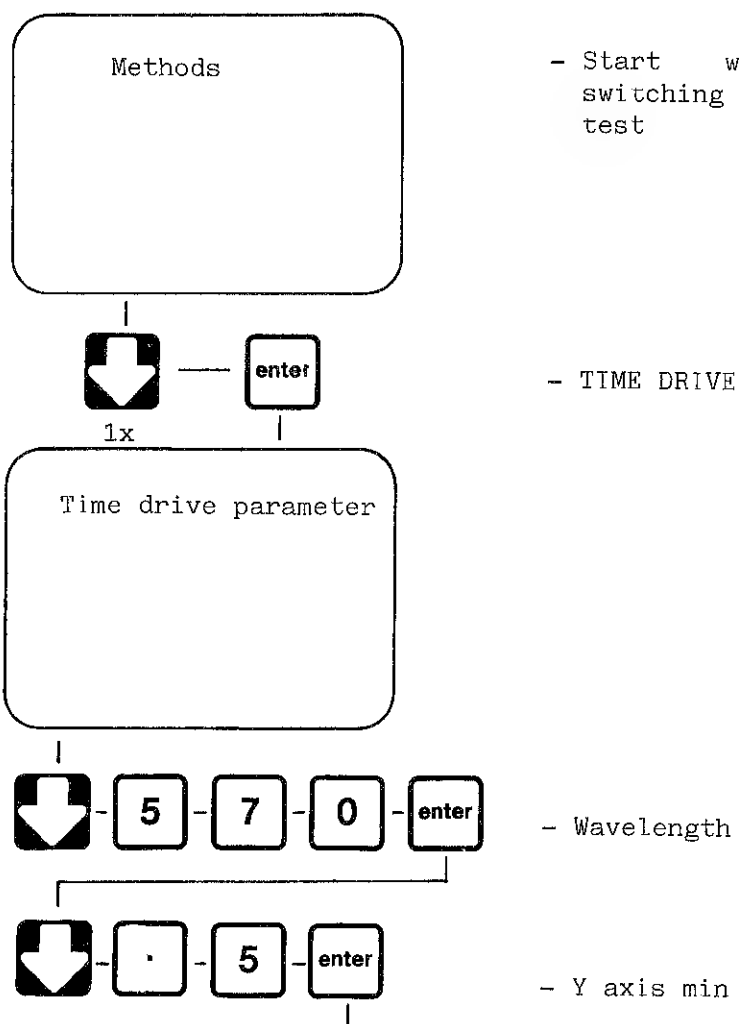 Methods
- Start w
switching
test
enter
- TIME DRIVE
1x
Time drive parameter
5 - 7 - 0 - enter
- Wavelength
. - 5 - enter
- Y axis min